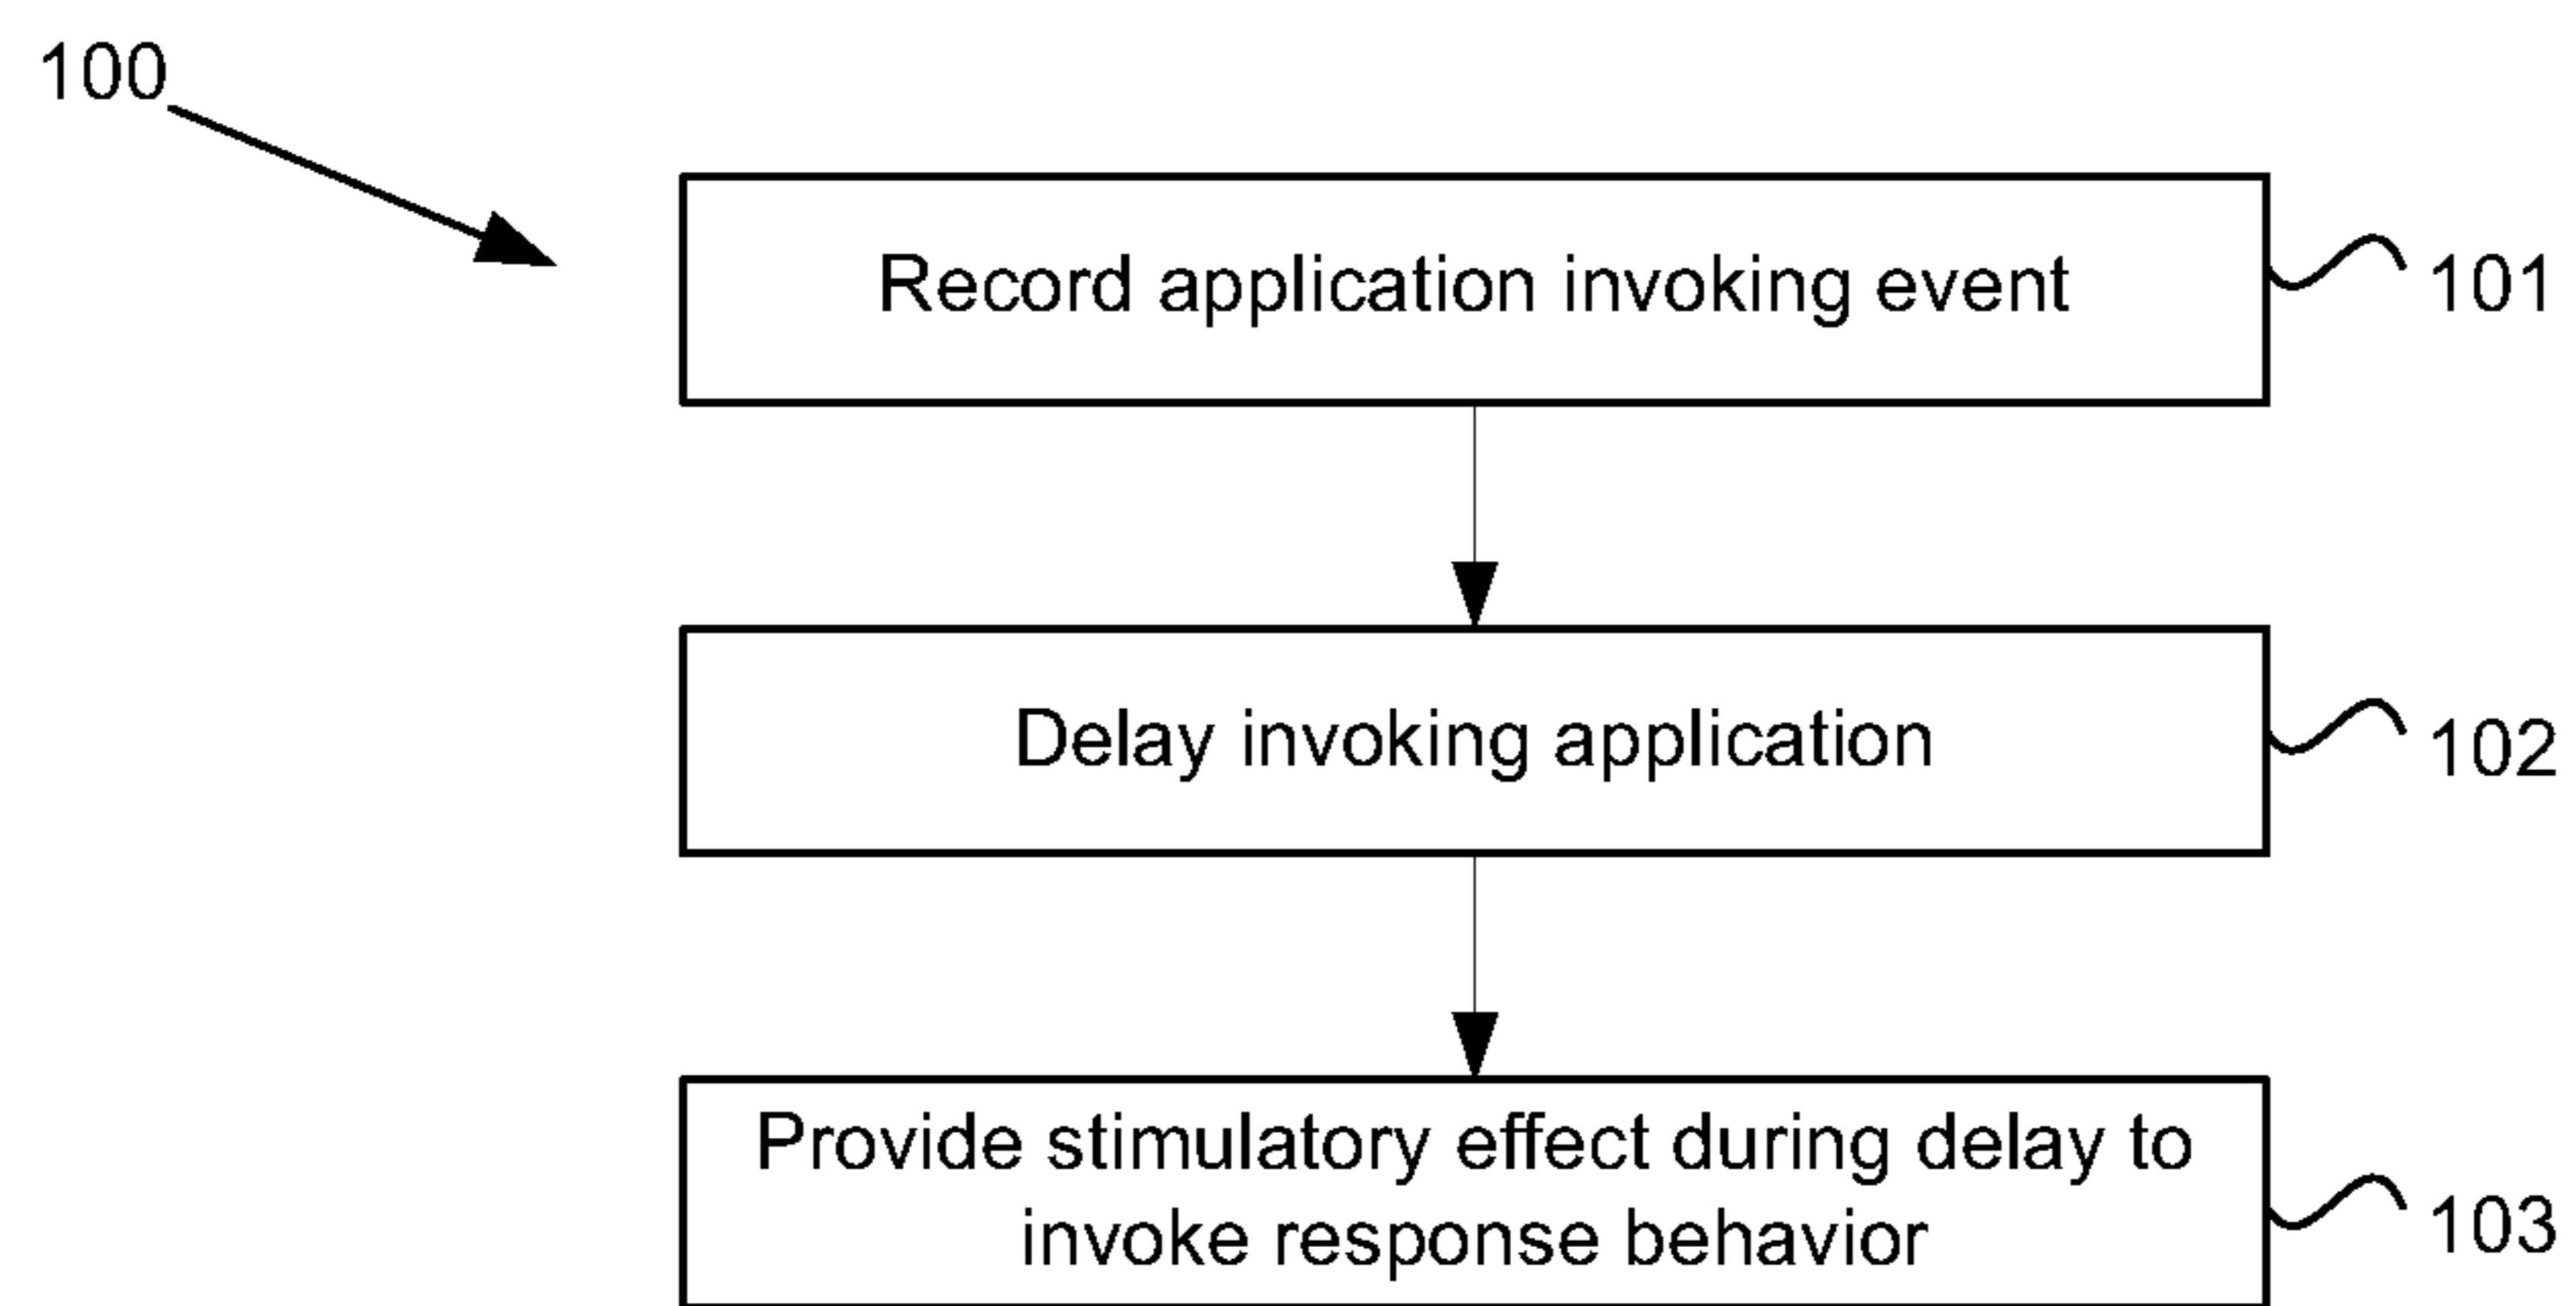 100
Record application invoking event
101
Delay invoking application
102
Provide stimulatory effect during delay to
invoke response behavior
103